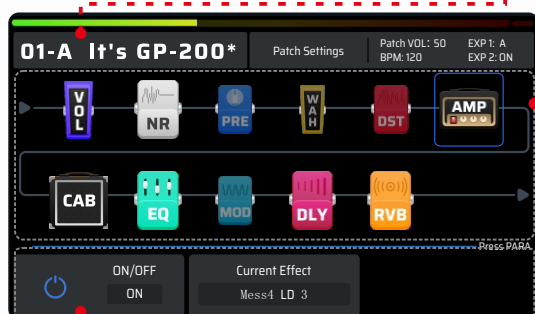 01-A It's GP-200*
Patch Settings
Patch VOL: 50
EXP 1: A
BPM: 120
EXP 2: ON
VOL
NR
PRE
WAH
DST
AMP
CAB
EQ
MOD
DLY
RVB
Press PARA
ON/OFF
ON
Current Effect
Mess4 LD 3